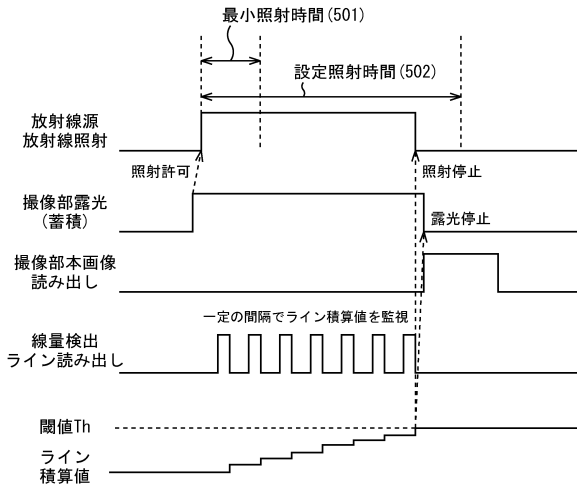 最小照射時間(501)
設定照射時間(502)
放射線源
放射線照射
照射許可
照射停止
撮像部露光
(蓄積)
露光停止
撮像部本画像
読み出し
一定の間隔でライン積算値を監視
線量検出
ライン読み出し
閾値Th
ライン
積算値